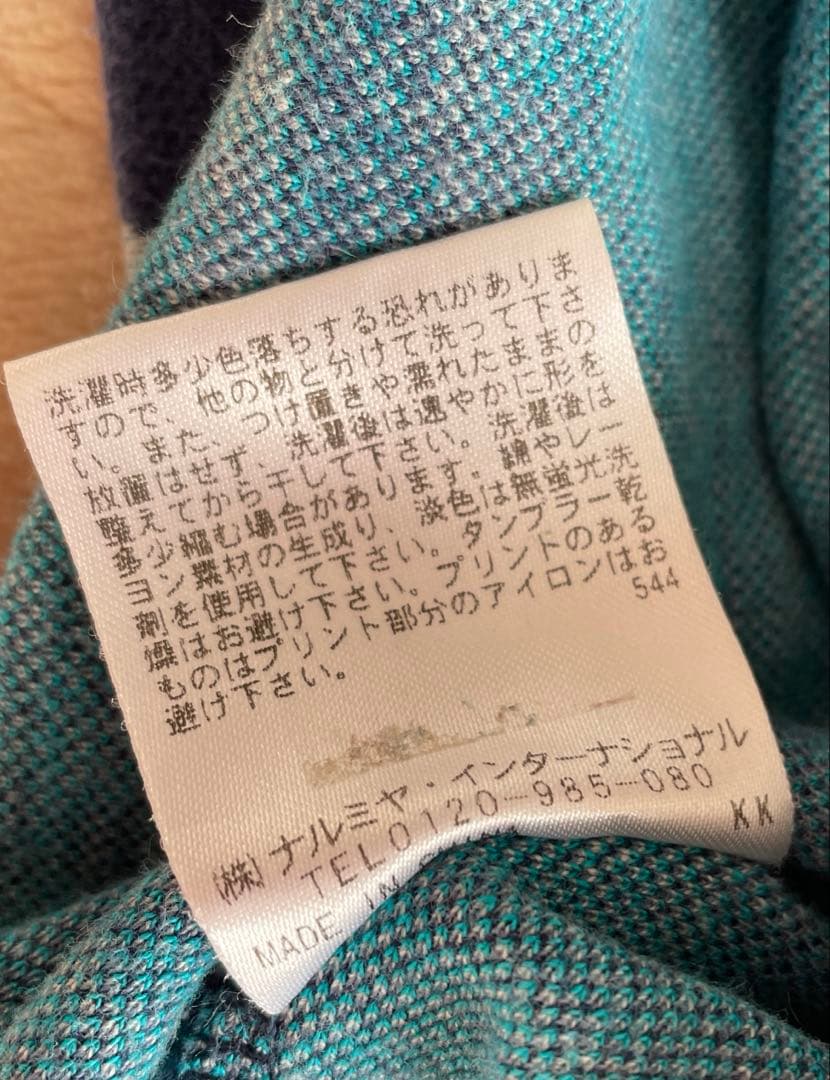 洗濯時多少色落ちする恐れがありま
すので、他の物と分けて洗って下さ
い。また、つけ置きや濡れたままの
放置はせず、洗濯後は速やかに形を
整えてから干して下さい。洗濯後は
多少縮む場合があります。綿やレー
ヨン素材の生成り、淡色は無蛍光洗
剤を使用して下さい。タンブラー乾
燥はお避け下さい。プリントのある
ものはプリント部分のアイロンはお
避け下さい。 544
(株)ナルミヤ・インターナショナル
TEL0120-985-080
MADE IN
KK